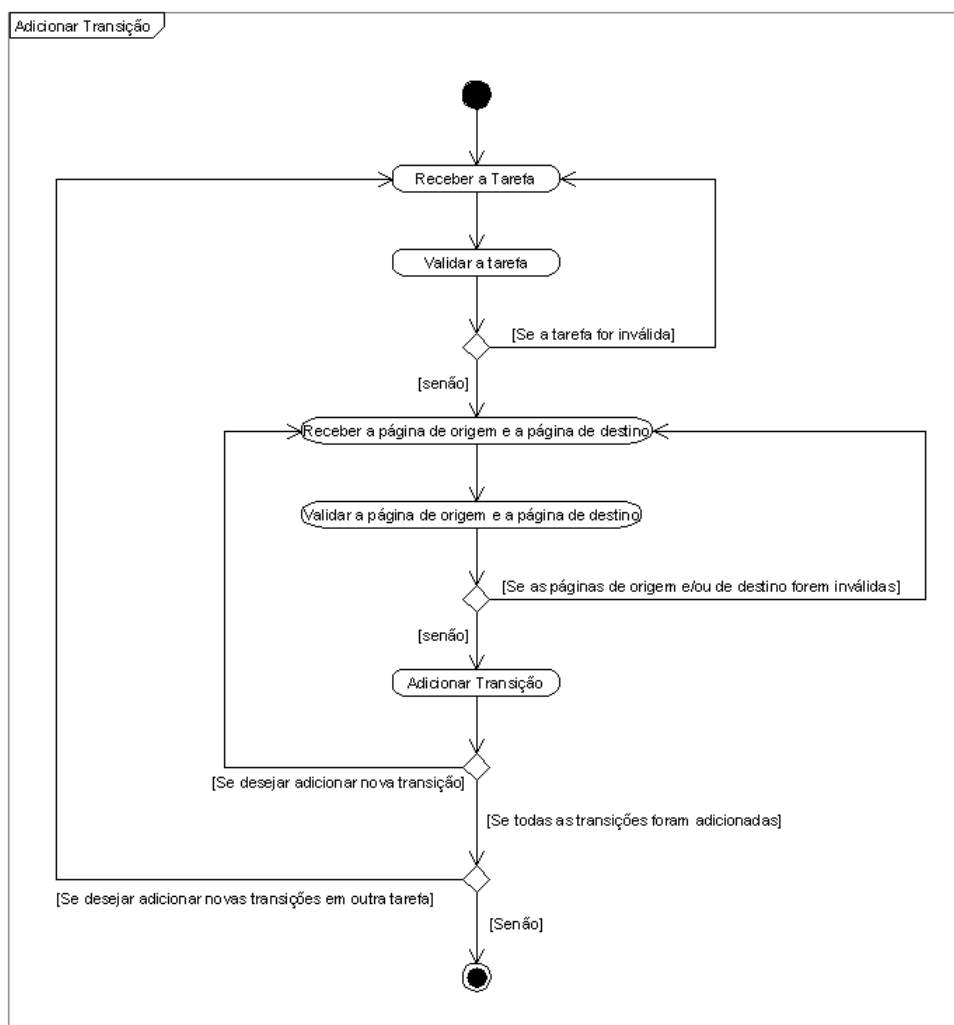 Adicionar Transição
Receber a Tarefa
Validar a tarefa
[Se a tarefa for inválida]
[senão]
Receber a página de origem e a página de destino
Validar a página de origem e a página de destino
[Se as páginas de origem e/ou de destino forem inválidas]
[senão]
Adicionar Transição
[Se desejar adicionar nova transição]
[Se todas as transições foram adicionadas]
[Se desejar adicionar novas transições em outra tarefa]
[Senão]